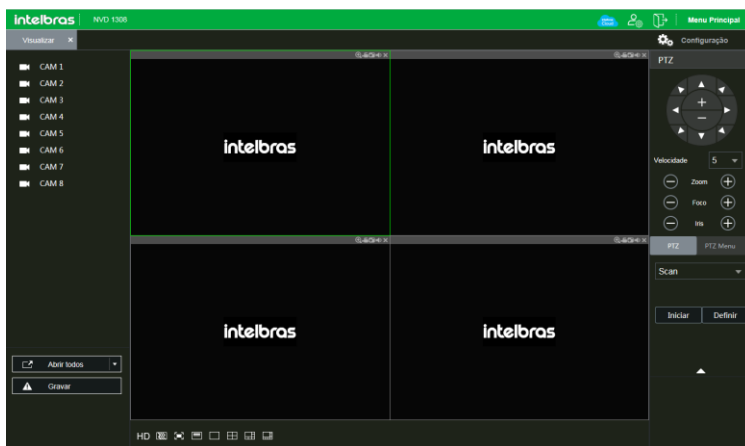 intelbras NVD 1308 Menu Principal
Visualizar × Configuração
CAM 1
CAM 2
CAM 3
CAM 4
CAM 5
CAM 6
CAM 7
CAM 8
Abrir todos
Gravar
intelbras
intelbras
intelbras
intelbras
HD
PTZ
Velocidade 5
Zoom
Foco
Iris
PTZ PTZ Menu
Scan
Iniciar Definir